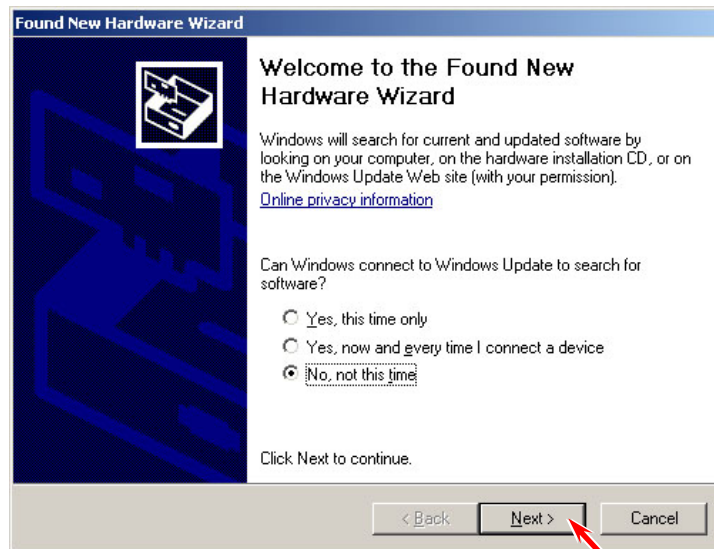 Found New Hardware Wizard
Welcome to the Found New
Hardware Wizard
Windows will search for current and updated software by
looking on your computer, on the hardware installation CD, or on
the Windows Update Web site (with your permission).
Online privacy information
Can Windows connect to Windows Update to search for
software?
Yes, this time only
Yes, now and every time I connect a device
No, not this time
Click Next to continue.
< Back Next > Cancel